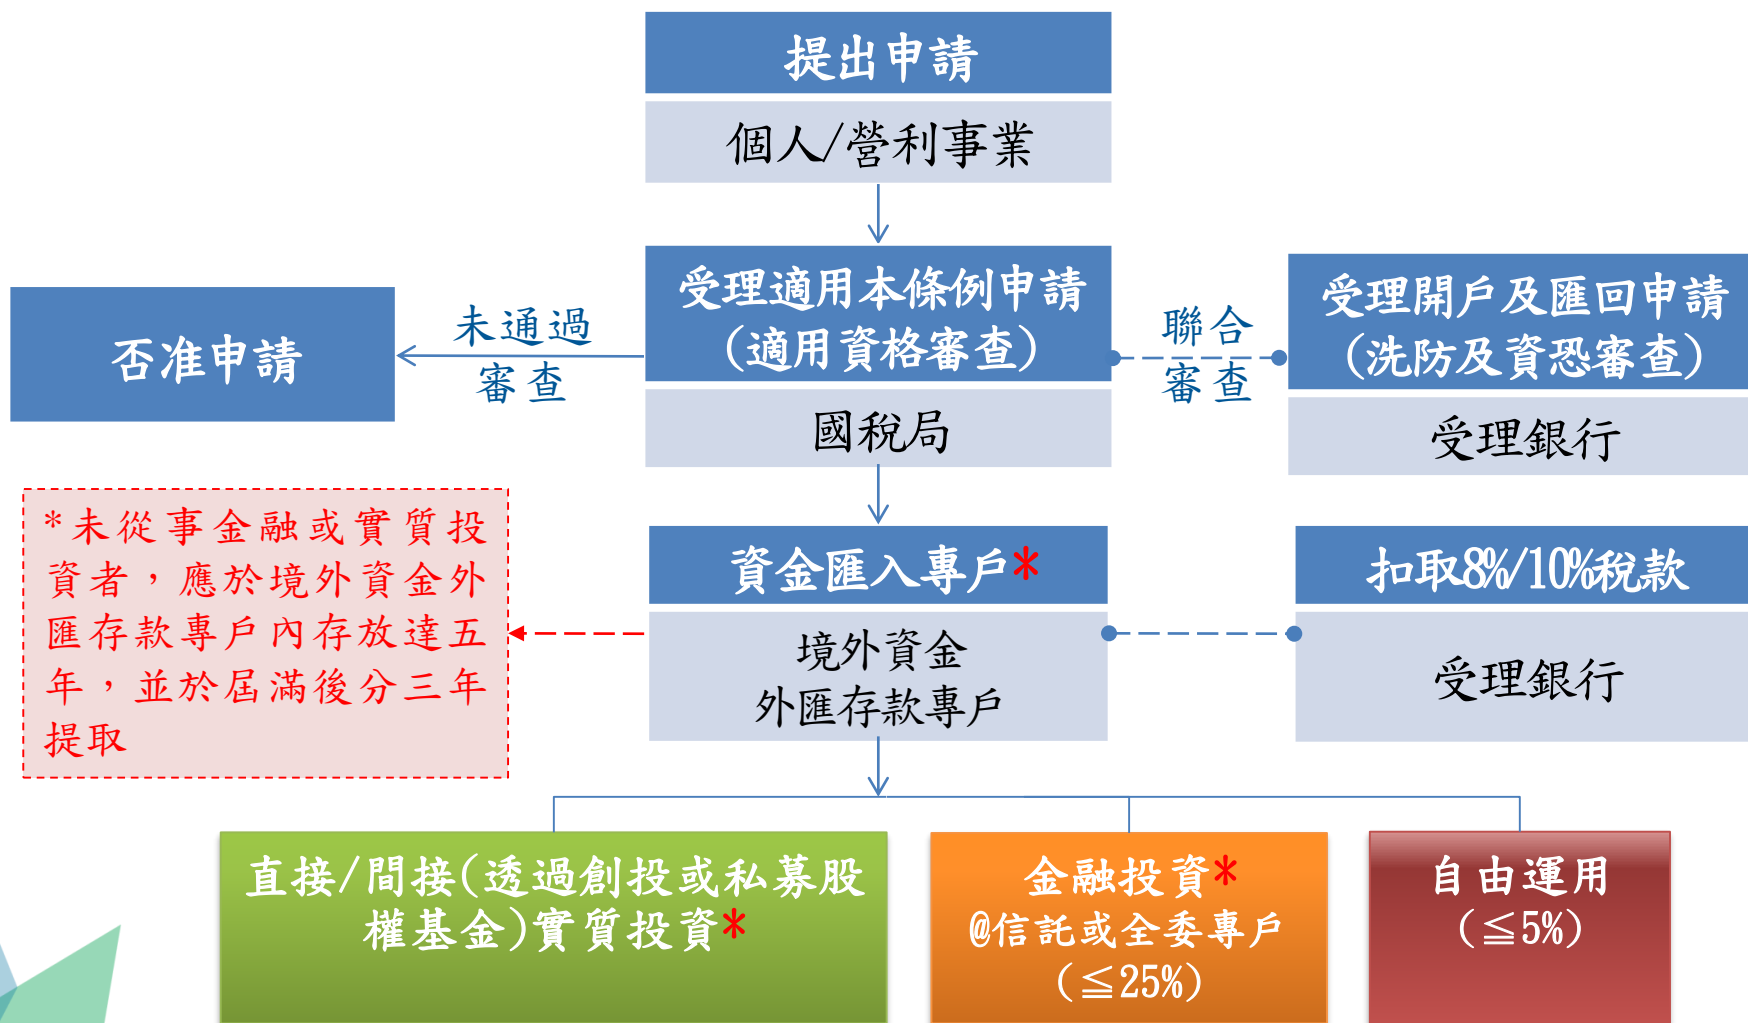 提出申請
個人/營利事業
受理適用本條例申請
(適用資格審查)
國稅局
未通過
審查
否准申請
聯合
審查
受理開戶及匯回申請
(洗防及資恐審查)
受理銀行
*未從事金融或實質投
資者，應於境外資金外
匯存款專戶內存放達五
年，並於屆滿後分三年
提取
資金匯入專戶*
境外資金
外匯存款專戶
扣取8%/10%稅款
受理銀行
直接/間接(透過創投或私募股
權基金)實質投資*
金融投資*
@信託或全委專戶
(≦25%)
自由運用
(≦5%)